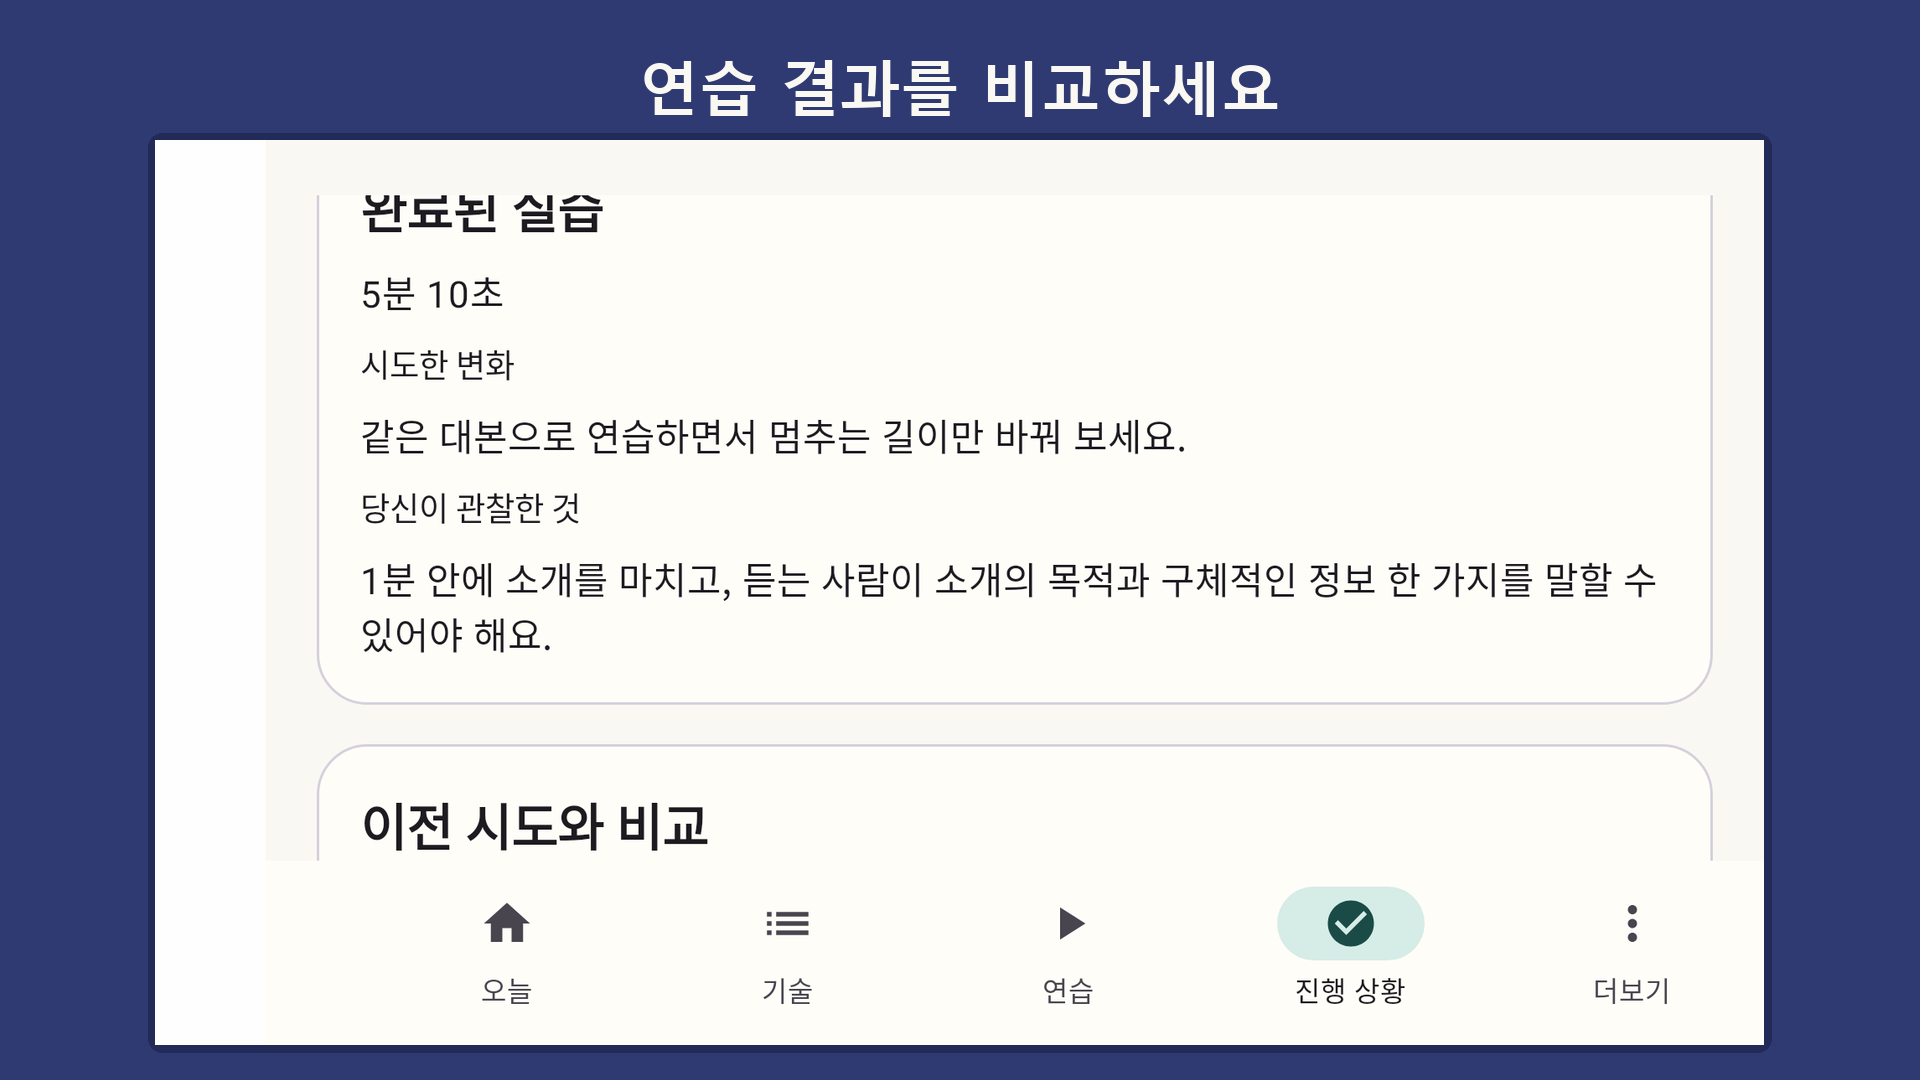 연습 결과를 비교하세요
완료된 실습
5분 10초
시도한 변화
같은 대본으로 연습하면서 멈추는 길이만 바꿔 보세요.
당신이 관찰한 것
1분 안에 소개를 마치고, 듣는 사람이 소개의 목적과 구체적인 정보 한 가지를 말할 수
있어야 해요.
이전 시도와 비교
오늘
기술
연습
진행 상황
더보기